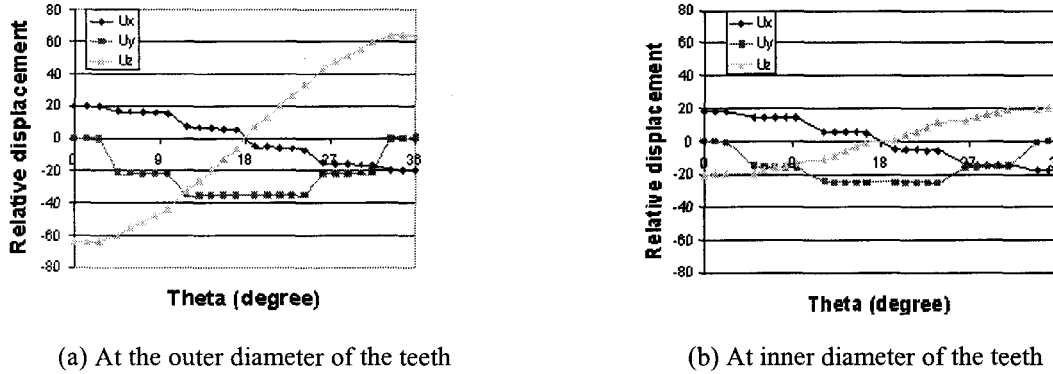 80
60
40
20
0
-20
-40
-60
-80
Relative displacement
Ux
Uy
Uz
0
9
18
27
36
Theta (degree)
(a) At the outer diameter of the teeth
80
60
40
20
0
-20
-40
-60
-80
Relative displacement
Ux
Uy
Uz
0
9
18
27
Theta (degree)
(b) At inner diameter of the teeth